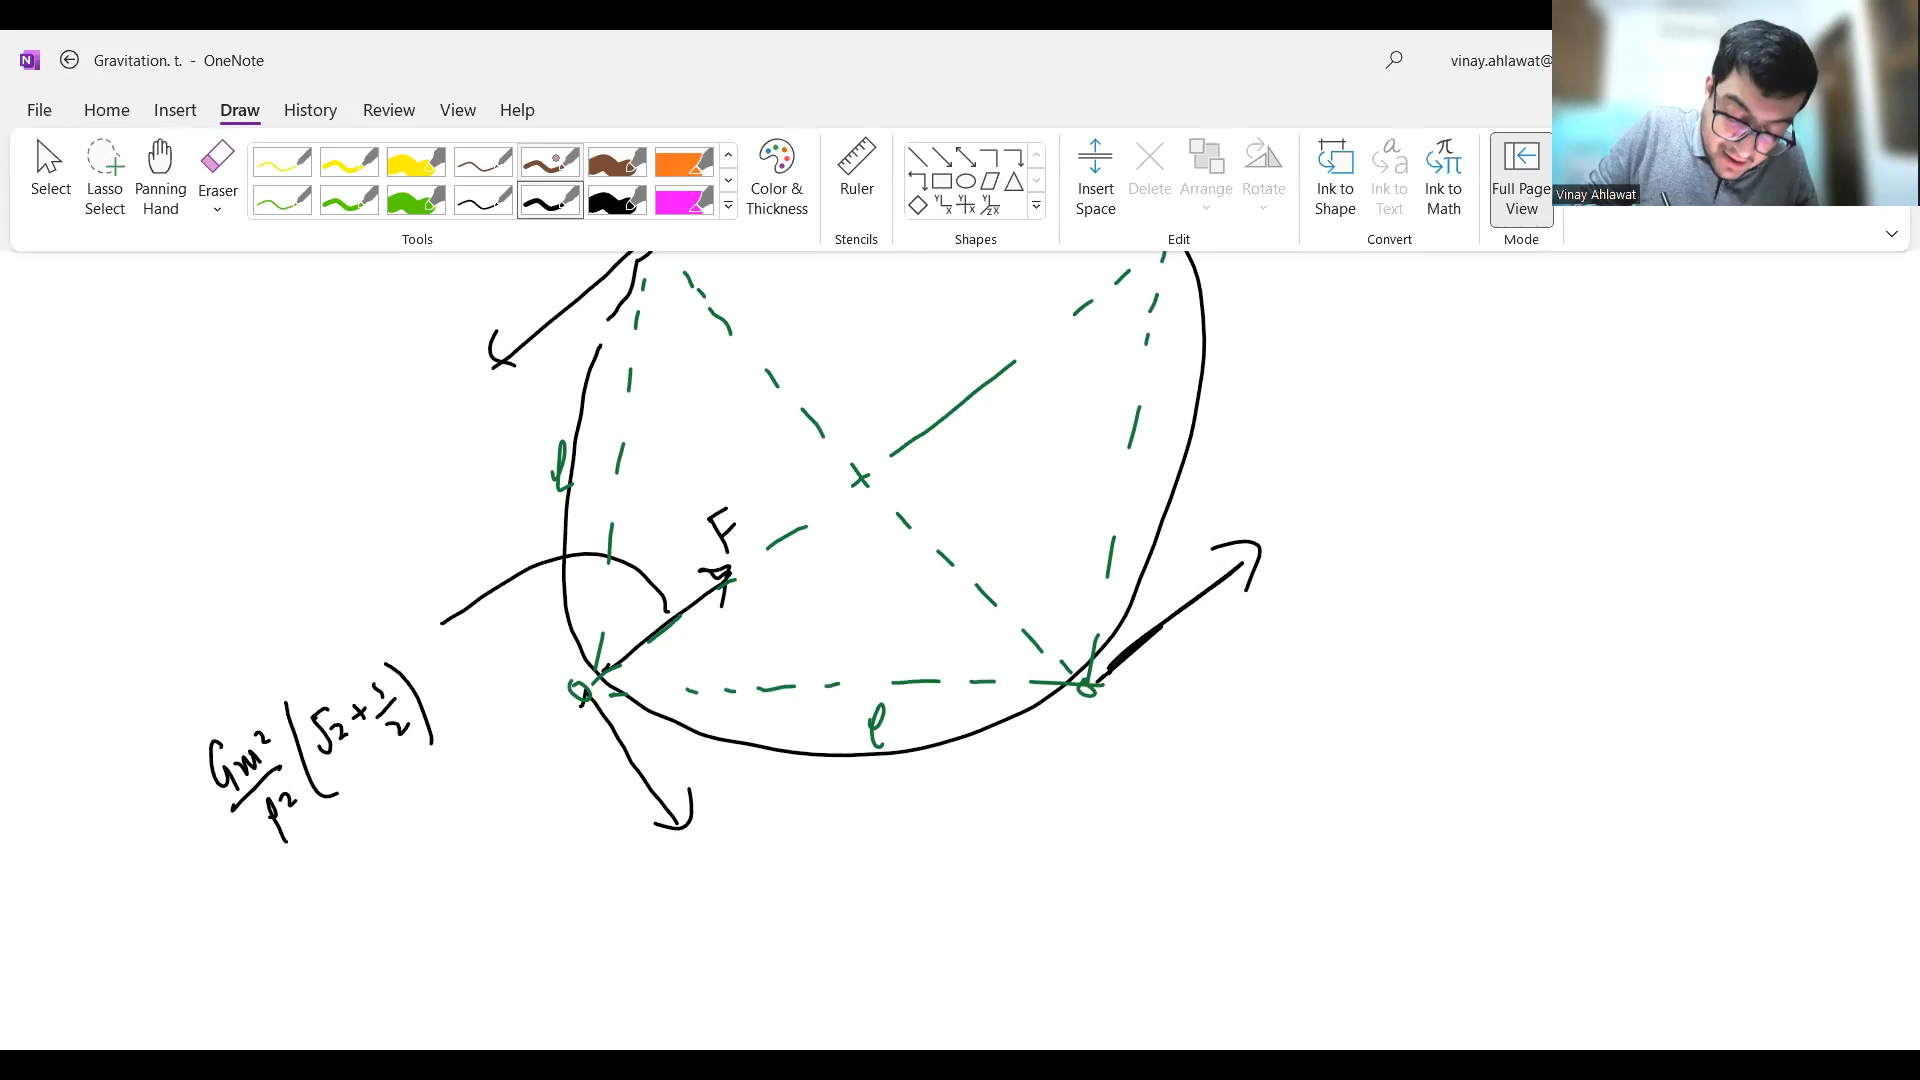 Gravitation. t. - OneNote
vinay.ahlawat@
File Home Insert Draw History Review View Help
Select
Lasso Select
Panning Hand
Eraser
Color & Thickness
Ruler
Insert Space
Delete
Arrange
Rotate
Ink to Shape
Ink to Text
Ink to Math
Full Page View
Vinay Ahlawat
Tools Stencils Shapes Edit Convert Mode
l
F
l
Gm²/l² (√2 + 1/2)